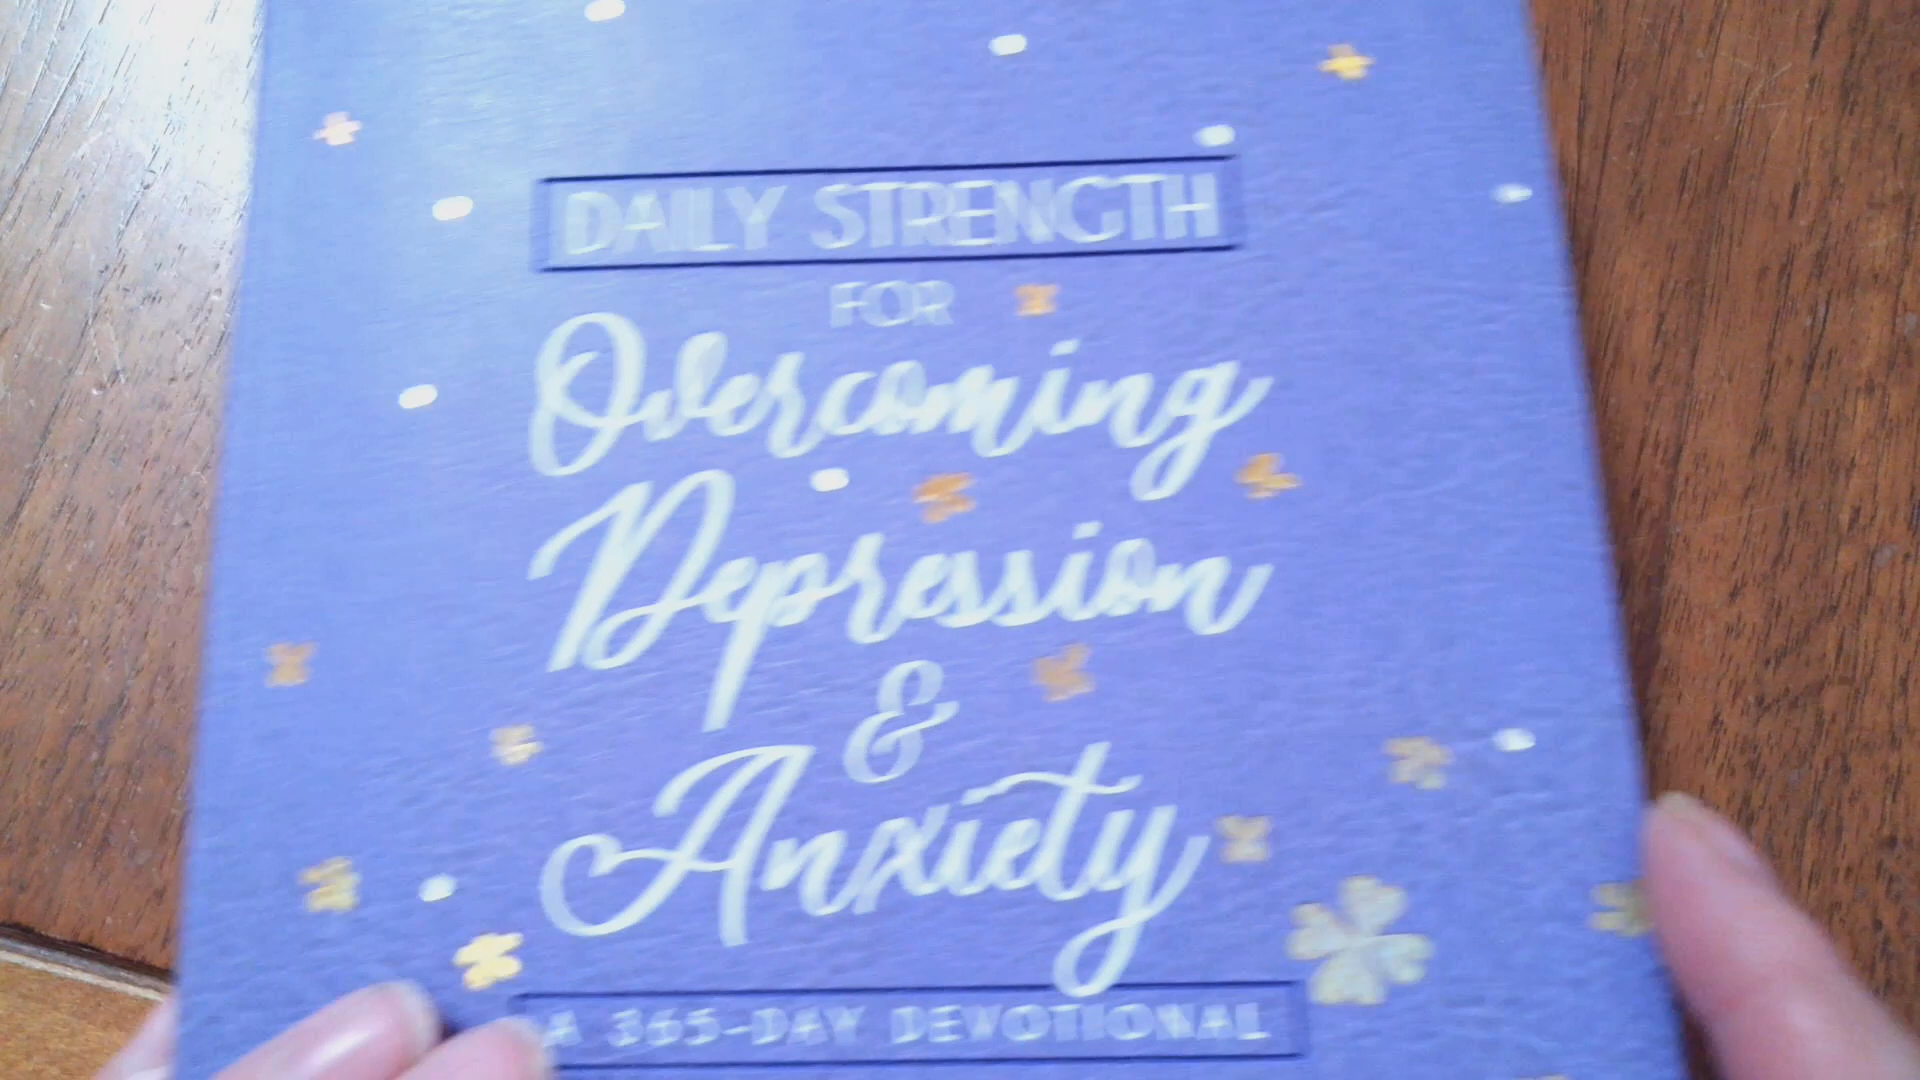 DAILY STRENGTH
FOR
Overcoming
Depression
&
Anxiety
A 365-DAY DEVOTIONAL